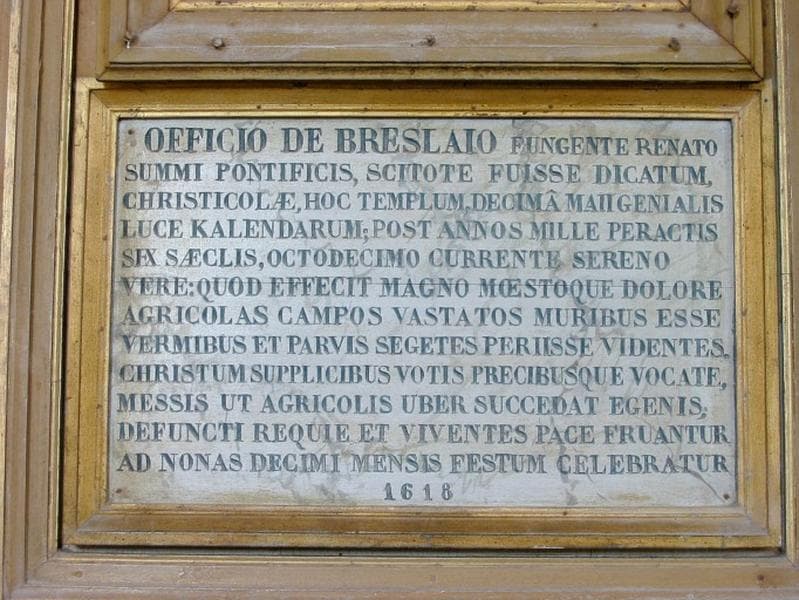 OFFICIO DE BRESLAIO FUNGENTE RENATO
SUMMI PONTIFICIS, SCITOTE FUISSE DICATUM,
CHRISTICOLÆ, HOC TEMPLUM, DECIMÂ MAII GENIALIS
LUCE KALENDARUM; POST ANNOS MILLE PERACTIS
SEX SÆCLIS, OCTODECIMO CURRENTE SERENO
VERE: QUOD EFFECIT MAGNO MŒSTOQUE DOLORE
AGRICOLAS CAMPOS VASTATOS MURIBUS ESSE
VERMIBUS ET PARVIS SEGETES PERIISSE VIDENTES.
CHRISTUM SUPPLICIBUS VOTIS PRECIBUSQUE VOCATE,
MESSIS UT AGRICOLIS UBER SUCCEDAT EGENIS,
DEFUNCTI REQUIE ET VIVENTES PACE FRUANTUR
AD NONAS DECIMI MENSIS FESTUM CELEBRATUR
1618